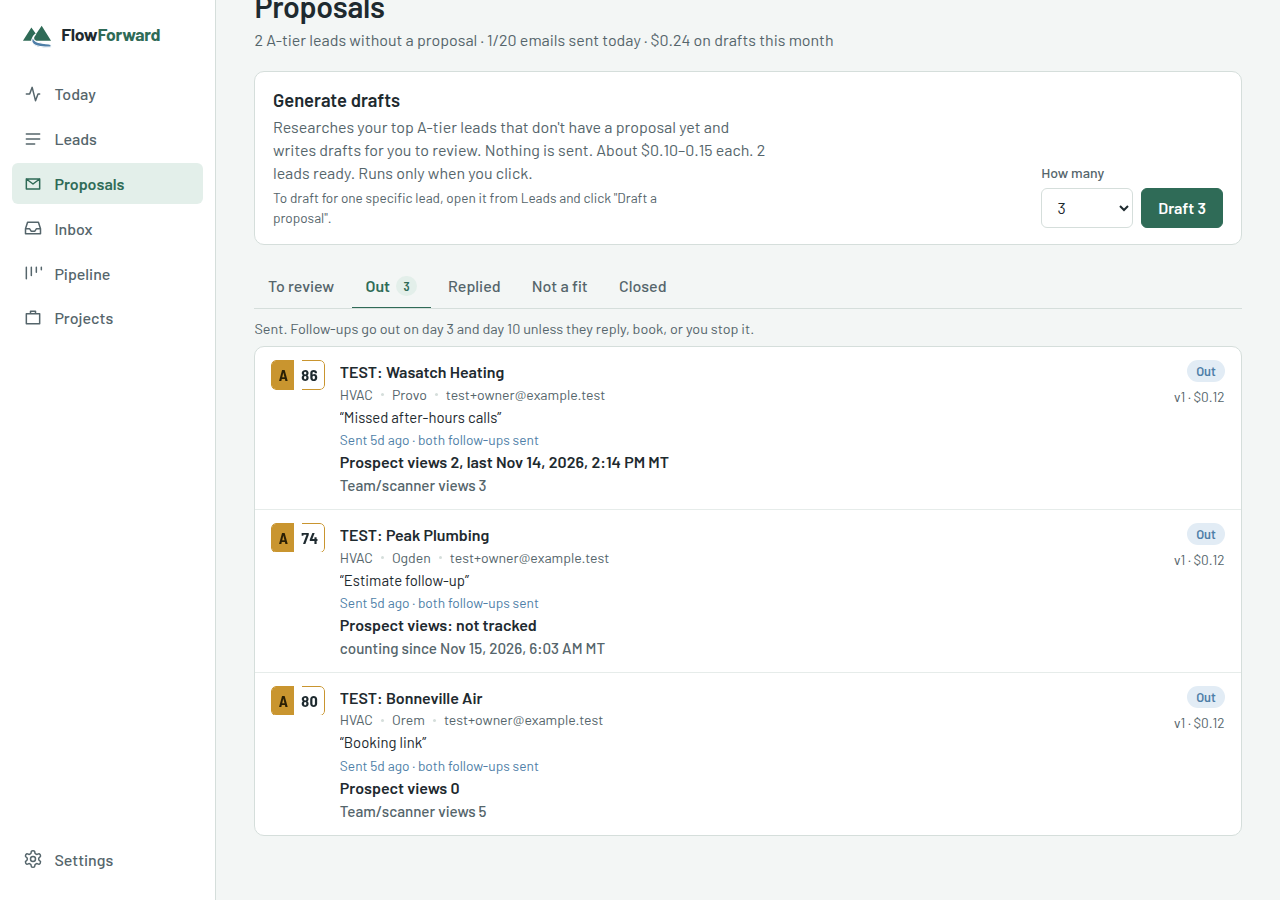 FlowForward
Today
Leads
Proposals
Inbox
Pipeline
Projects
Settings
Proposals
2 A-tier leads without a proposal · 1/20 emails sent today · $0.24 on drafts this month
Generate drafts
Researches your top A-tier leads that don't have a proposal yet and
writes drafts for you to review. Nothing is sent. About $0.10–0.15 each. 2
leads ready. Runs only when you click.
To draft for one specific lead, open it from Leads and click "Draft a
proposal".
How many
3
Draft 3
To review
Out 3
Replied
Not a fit
Closed
Sent. Follow-ups go out on day 3 and day 10 unless they reply, book, or you stop it.
A 86
TEST: Wasatch Heating
HVAC · Provo · test+owner@example.test
“Missed after-hours calls”
Sent 5d ago · both follow-ups sent
Prospect views 2, last Nov 14, 2026, 2:14 PM MT
Team/scanner views 3
Out
v1 · $0.12
A 74
TEST: Peak Plumbing
HVAC · Ogden · test+owner@example.test
“Estimate follow-up”
Sent 5d ago · both follow-ups sent
Prospect views: not tracked
counting since Nov 15, 2026, 6:03 AM MT
Out
v1 · $0.12
A 80
TEST: Bonneville Air
HVAC · Orem · test+owner@example.test
“Booking link”
Sent 5d ago · both follow-ups sent
Prospect views 0
Team/scanner views 5
Out
v1 · $0.12